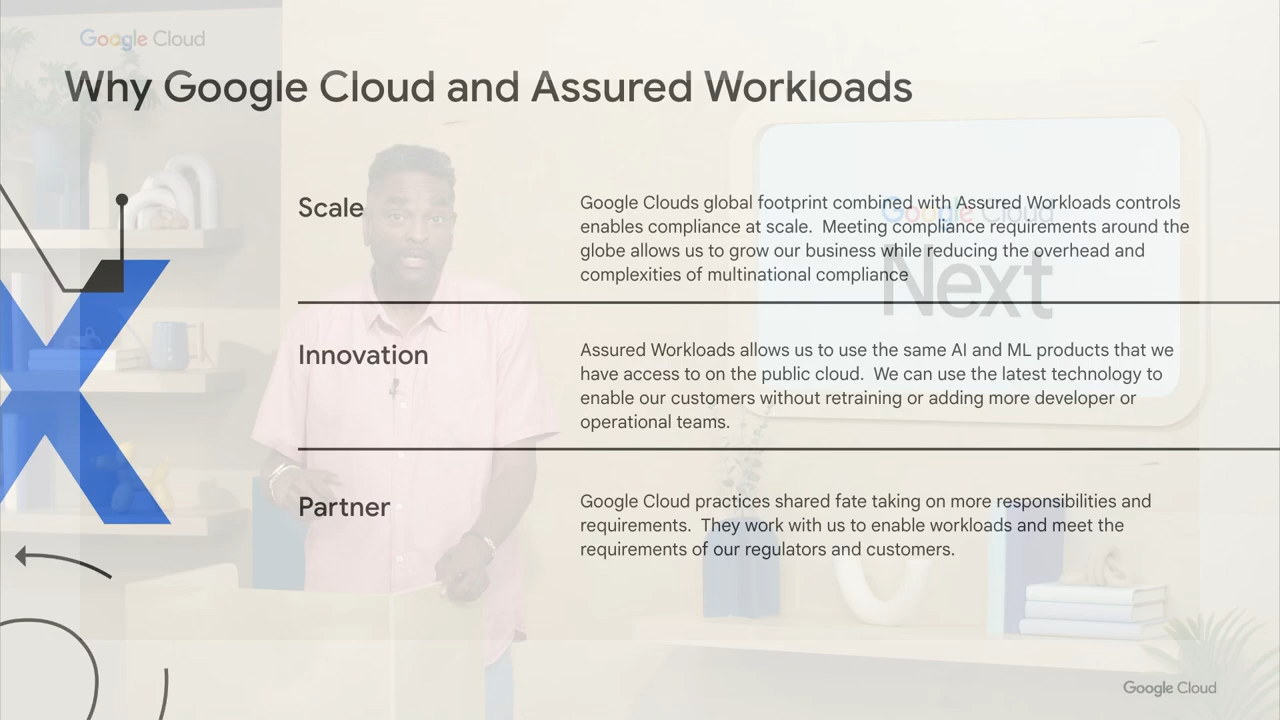 Google Cloud
Why Google Cloud and Assured Workloads
Scale
Google Clouds global footprint combined with Assured Workloads controls
enables compliance at scale.  Meeting compliance requirements around the
globe allows us to grow our business while reducing the overhead and
complexities of multinational compliance
Google Cloud
Next
Innovation
Assured Workloads allows us to use the same AI and ML products that we
have access to on the public cloud.  We can use the latest technology to
enable our customers without retraining or adding more developer or
operational teams.
Partner
Google Cloud practices shared fate taking on more responsibilities and
requirements.  They work with us to enable workloads and meet the
requirements of our regulators and customers.
Google Cloud